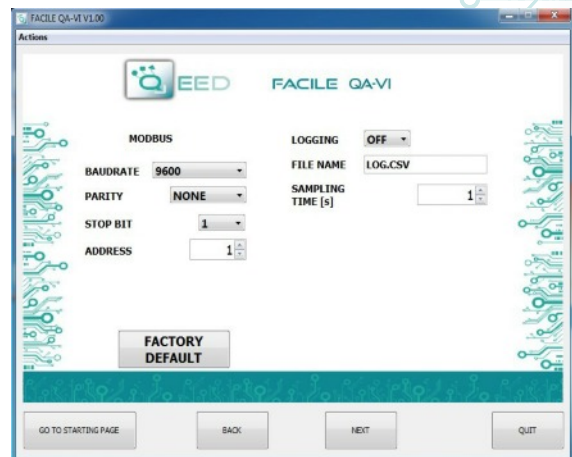 FACILE QA-VI V1.00
Actions
QEED
FACILE QA-VI
MODBUS
BAUDRATE 9600
PARITY NONE
STOP BIT 1
ADDRESS 1
LOGGING OFF
FILE NAME LOG.CSV
SAMPLING
TIME [s] 1
FACTORY
DEFAULT
GO TO STARTING PAGE
BACK
NEXT
QUIT